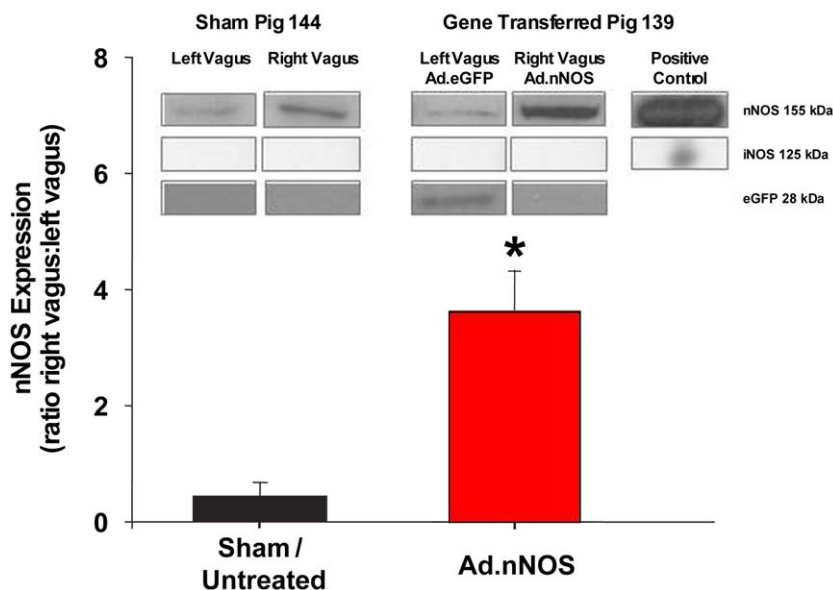 Sham Pig 144
Gene Transferred Pig 139
Left Vagus
Right Vagus
Left Vagus
Ad.eGFP
Right Vagus
Ad.nNOS
Positive
Control
nNOS 155 kDa
iNOS 125 kDa
eGFP 28 kDa
nNOS Expression
(ratio right vagus:left vagus)
8
6
4
2
0
*
Sham /
Untreated
Ad.nNOS